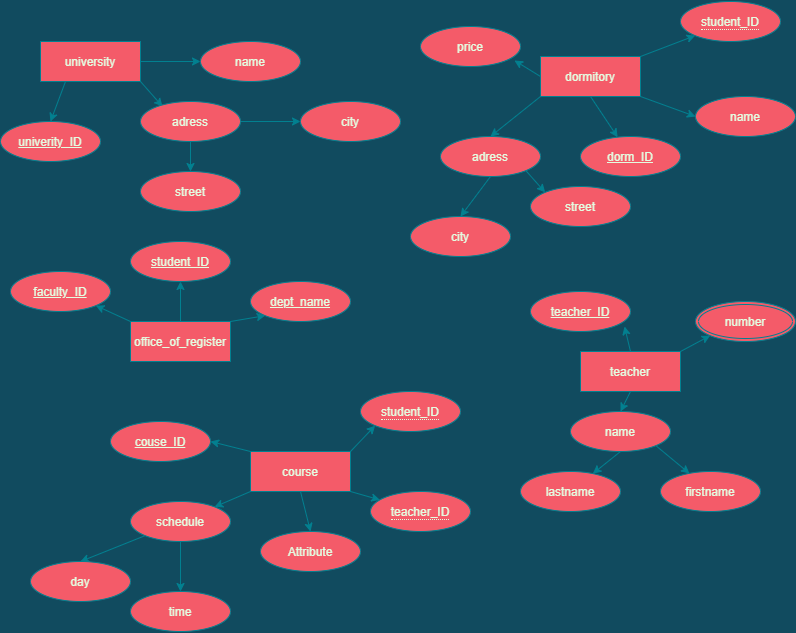 university
name
adress
city
univerity_ID
street
student_ID
price
dormitory
name
adress
dorm_ID
street
city
student_ID
faculty_ID
dept_name
office_of_register
teacher_ID
number
teacher
name
lastname
firstname
student_ID
couse_ID
course
schedule
teacher_ID
Attribute
day
time